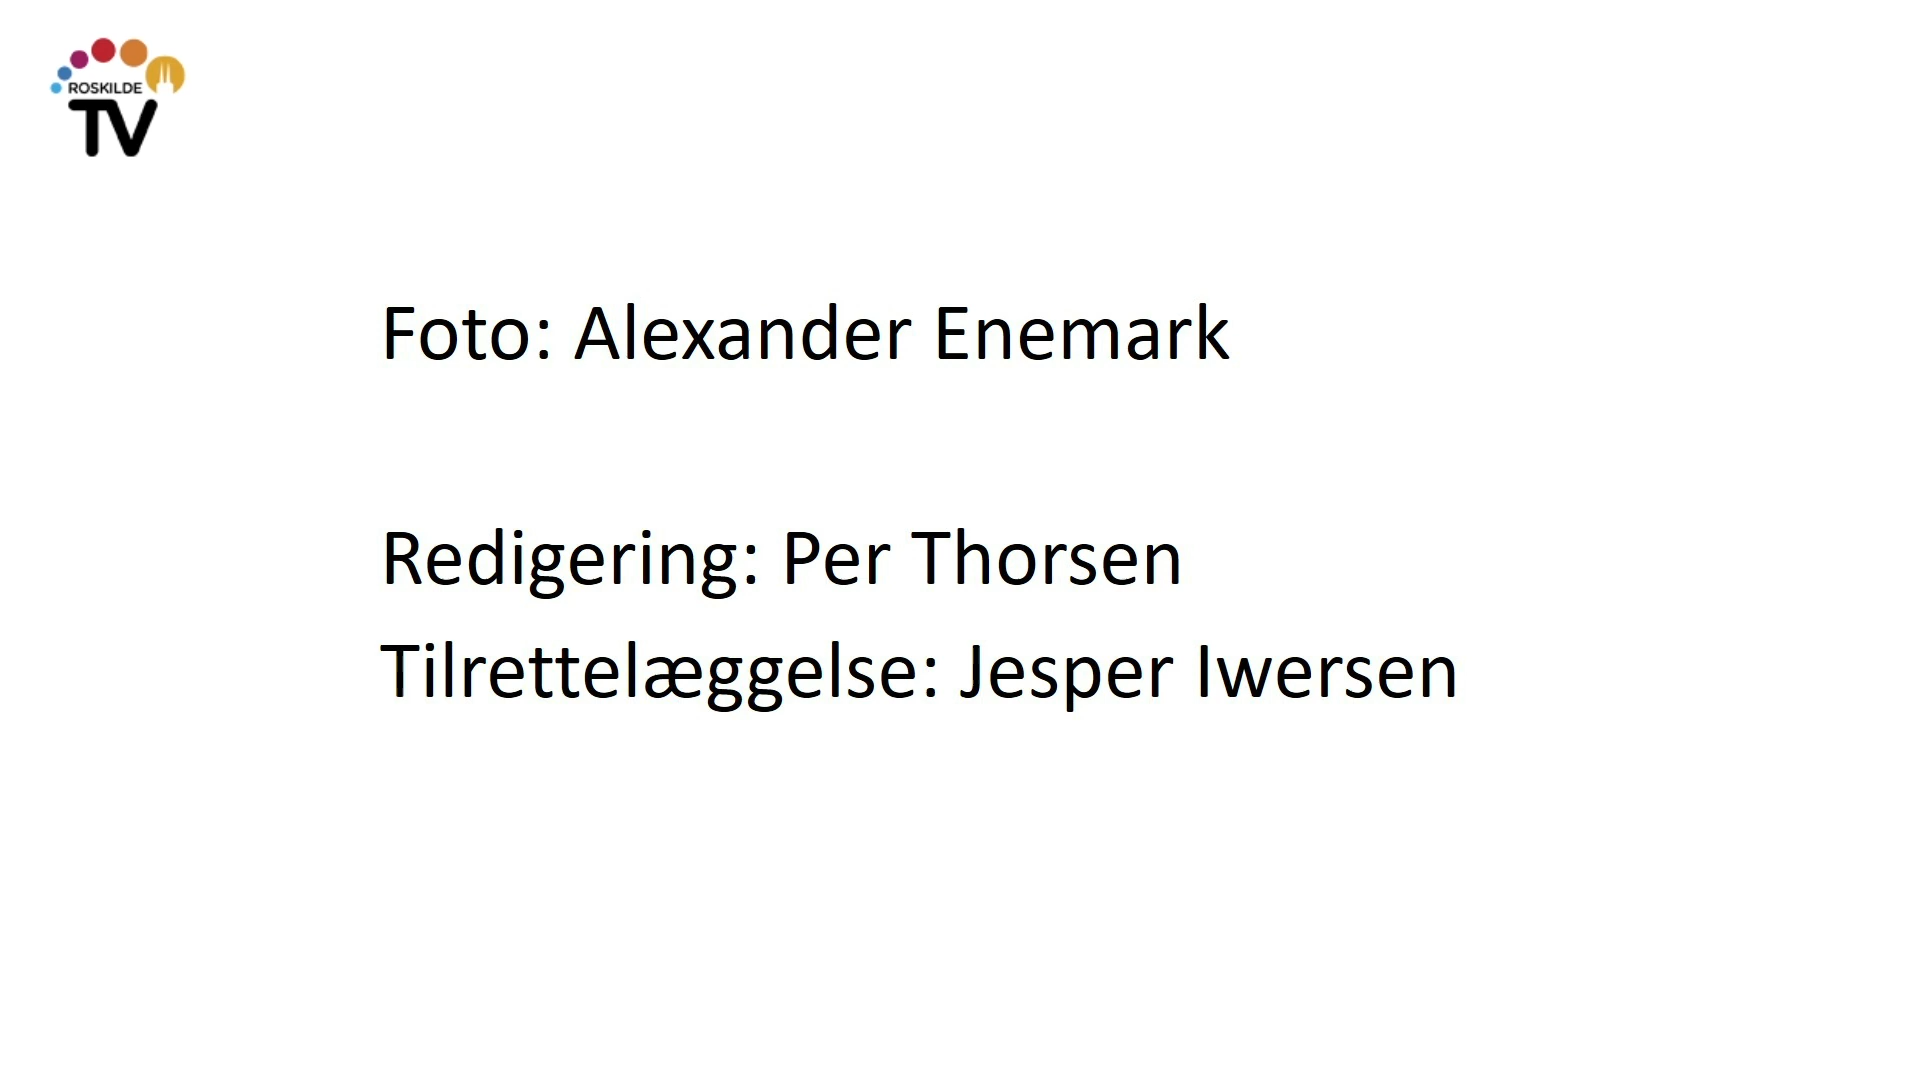 ROSKILDE
TV
Foto: Alexander Enemark
Redigering: Per Thorsen
Tilrettelæggelse: Jesper Iwersen